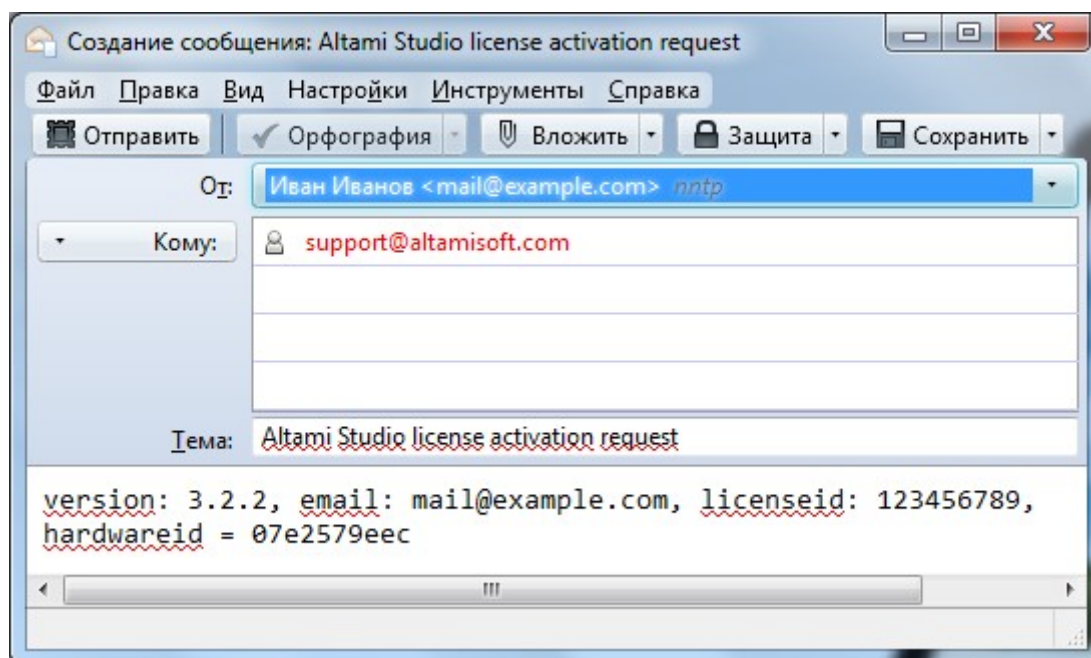 Создание сообщения: Altami Studio license activation request
Файл Правка Вид Настройки Инструменты Справка
Отправить Орфография Вложить Защита Сохранить
От: Иван Иванов <mail@example.com> nntp
Кому: support@altamisoft.com
Тема: Altami Studio license activation request
version: 3.2.2, email: mail@example.com, licenseid: 123456789,
hardwareid = 07e2579eec